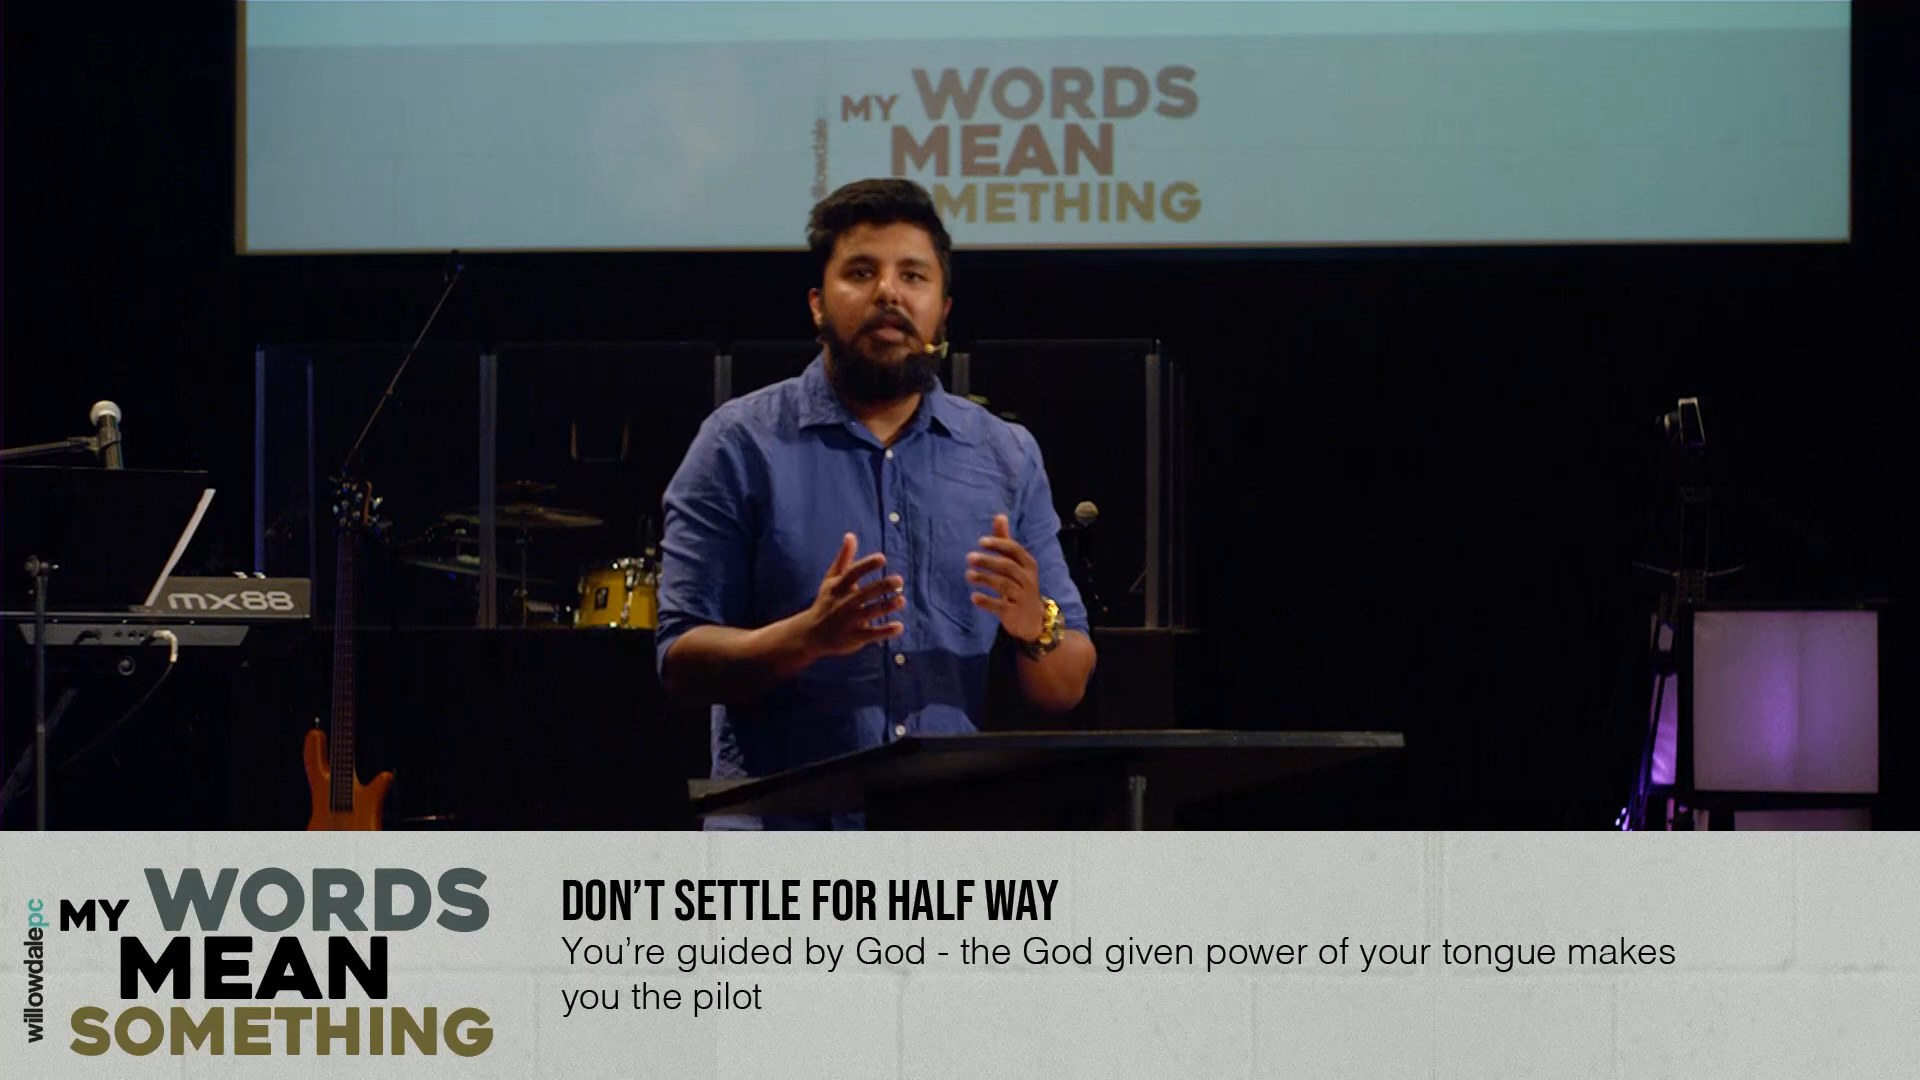 MY WORDS
MEAN
METHING
mx88
willowdalepc
MY WORDS
MEAN
SOMETHING
DON'T SETTLE FOR HALF WAY
You're guided by God - the God given power of your tongue makes
you the pilot